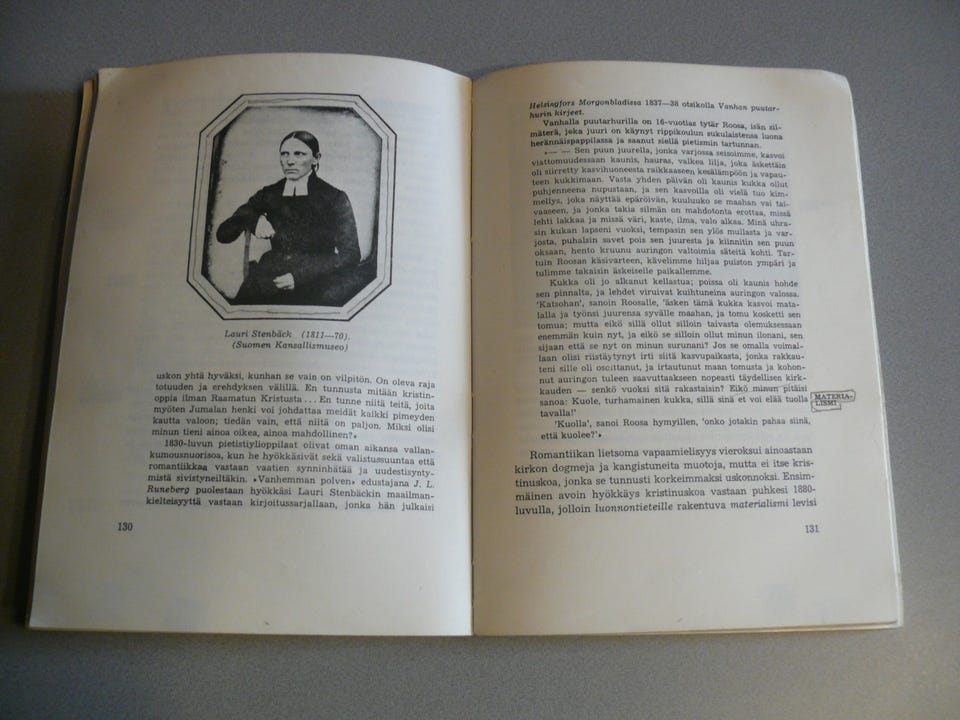 Lauri Stenbäck (1811—70).
(Suomen Kansallismuseo)
uskon yhtä hyväksi, kunhan se vain on vilpitön. On oleva raja
totuuden ja erehdyksen välillä. En tunnusta mitään kristin-
oppia ilman Raamatun Kristusta... En tunne niitä teitä, joita
myöten Jumalan henki voi johdattaa meidät kaikki pimeyden
kautta valoon; tiedän vain, että niitä on paljon. Miksi olisi
minun tieni ainoa oikea, ainoa mahdollinen?»
1830-luvun pietistiylioppilaat olivat oman aikansa vallan-
kumousnuorisoa, kun he hyökkäsivät sekä valistussuuntaa että
romantiikkaa vastaan vaatien synninhätää ja uudestisynty-
mistä sivistyneiltäkin. »Vanhemman polven» edustajana J. L.
Runeberg puolestaan hyökkäsi Lauri Stenbäckin maailman-
kielteisyyttä vastaan kirjoitussarjallaan, jonka hän julkaisi
130
Helsingfors Morgonbladissa 1837—38 otsikolla Vanhan puutar-
hurin kirjeet.
Vanhalla puutarhurilla on 16-vuotias tytär Roosa, isän sil-
mäterä, joka juuri on käynyt rippikoulun sukulaistensa luona
herännäispappilassa ja saanut siellä pietismin tartunnan.
»— — Sen puun juurella, jonka varjossa seisoimme, kasvoi
viattomuudessaan kaunis, hauras, valkea lilja, joka äskettäin
oli siirretty kasvihuoneesta raikkaaseen kesälämpöön ja vapau-
teen kukkimaan. Vasta yhden päivän oli kaunis kukka ollut
puhjenneena nupustaan, ja sen kasvoilla oli vielä tuo kim-
mellys, joka näyttää epäröivän, kuuluuko se maahan vai tai-
vaaseen, ja jonka takia silmän on mahdotonta erottaa, missä
lehti lakkaa ja missä väri, kaste, ilma, valo alkaa. Minä uhra-
sin kukan lapseni vuoksi, tempasin sen ylös mullasta ja var-
josta, puhalsin savet pois sen juuresta ja kiinnitin sen puun
oksaan, hento kruunu auringon valtoimia säteitä kohti. Tar-
tuin Roosan käsivarteen, kävelimme hiljaa puiston ympäri ja
tulimme takaisin äskeiselle paikallemme.
Kukka oli jo alkanut kellastua; poissa oli kaunis hohde
sen pinnalta, ja lehdet viruivat kuihtuneina auringon valossa.
'Katsohan', sanoin Roosalle, 'äsken tämä kukka kasvoi mata-
lalla ja työnsi juurensa syvälle maahan, ja tomu kosketti sen
tomua; mutta eikö sillä ollut silloin taivasta olemuksessaan
enemmän kuin nyt, ja eikö se silloin ollut minun ilonani, sen
sijaan että se nyt on minun surunani? Jos se omalla voimal-
laan olisi riistäytynyt irti siitä kasvupaikasta, jonka rakkau-
teni sille oli osoittanut, ja irtautunut maan tomusta ja kohon-
nut auringon tuleen saavuttaakseen nopeasti täydellisen kirk-
kauden — senkö vuoksi sitä rakastaisin? Eikö minun pitäisi
sanoa: Kuole, turhamainen kukka, sillä sinä et voi elää tuolla
tavalla!'
'Kuolla', sanoi Roosa hymyillen, 'onko jotakin pahaa siinä,
että kuolee?'»
MATERIA-
LISMI
Romantiikan lietsoma vapaamielisyys vieroksui ainoastaan
kirkon dogmeja ja kangistuneita muotoja, mutta ei itse kris-
tinuskoa, jonka se tunnusti korkeimmaksi uskonnoksi. Ensim-
mäinen avoin hyökkäys kristinuskoa vastaan puhkesi 1880-
luvulla, jolloin luonnontieteille rakentuva materialismi levisi
131